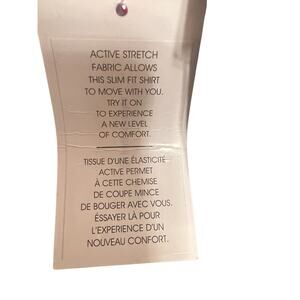 ACTIVE STRETCH
FABRIC ALLOWS
THIS SLIM FIT SHIRT
TO MOVE WITH YOU.
TRY IT ON
TO EXPERIENCE
A NEW LEVEL
OF COMFORT.
TISSUE D'UNE ÉLASTICITÉ
ACTIVE PERMET
À CETTE CHEMISE
DE COUPE MINCE
DE BOUGER AVEC VOUS.
ÉSSAYER LÀ POUR
L'EXPERIENCE D'UN
NOUVEAU CONFORT.